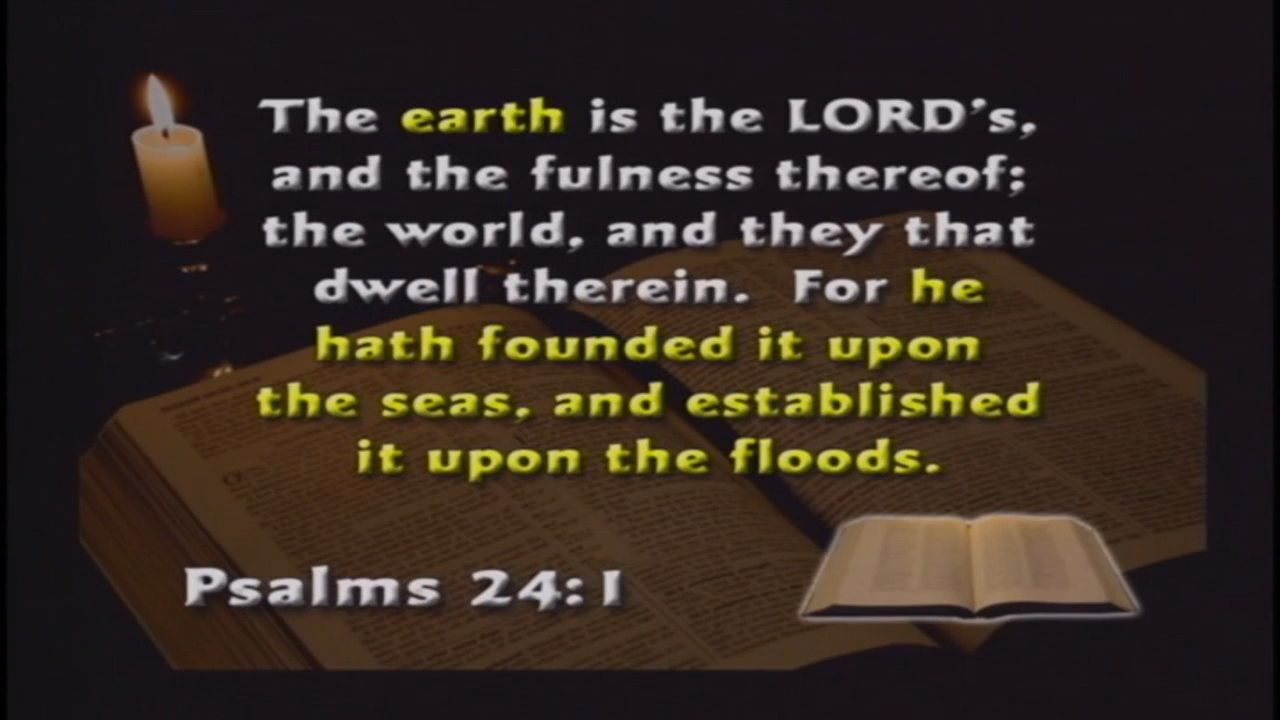 The earth is the LORD's,
and the fulness thereof;
the world, and they that
dwell therein. For he
hath founded it upon
the seas, and established
it upon the floods.
Psalms 24:1